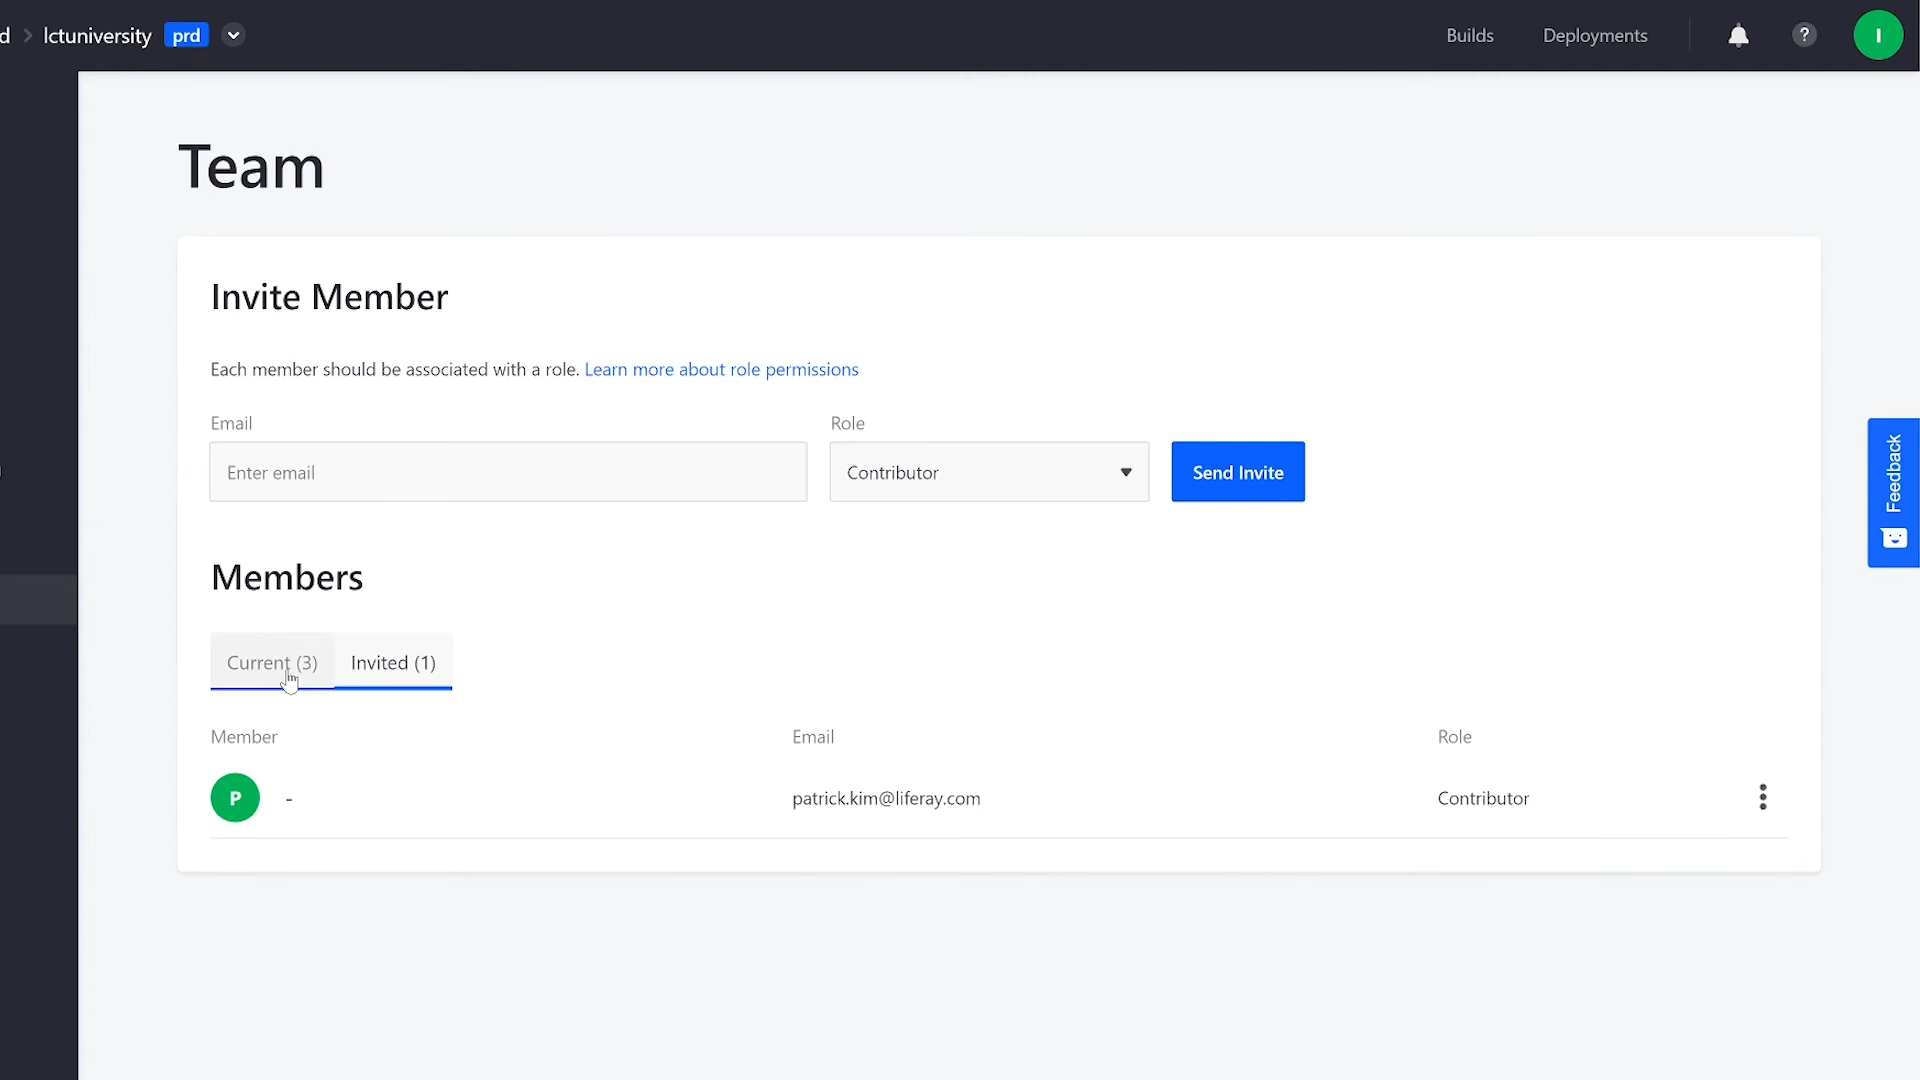 d > lctuniversity prd
Builds
Deployments
?
I
Team
Invite Member
Each member should be associated with a role. Learn more about role permissions
Email
Role
Enter email
Contributor
Send Invite
Feedback
Members
Current (3)
Invited (1)
Member
Email
Role
P
-
patrick.kim@liferay.com
Contributor